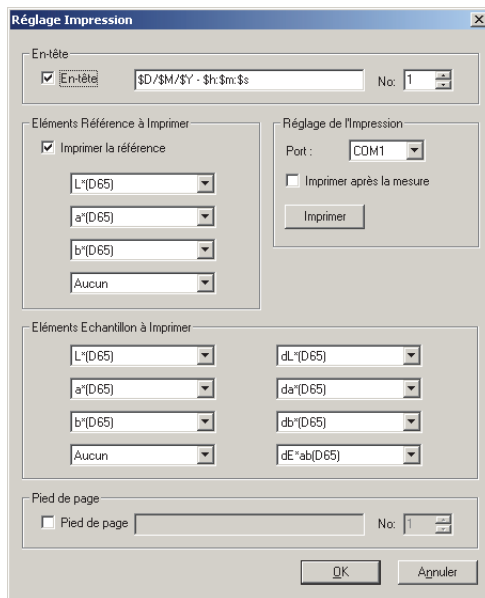 Réglage Impression
En-tête
En-tête $D/$M/$Y - $h:$m:$s No: 1
Eléments Référence à Imprimer
Imprimer la référence
L*(D65)
a*(D65)
b*(D65)
Aucun
Réglage de l'Impression
Port : COM1
Imprimer après la mesure
Imprimer
Eléments Echantillon à Imprimer
L*(D65) dL*(D65)
a*(D65) da*(D65)
b*(D65) db*(D65)
Aucun dE*ab(D65)
Pied de page
Pied de page No: 1
OK Annuler